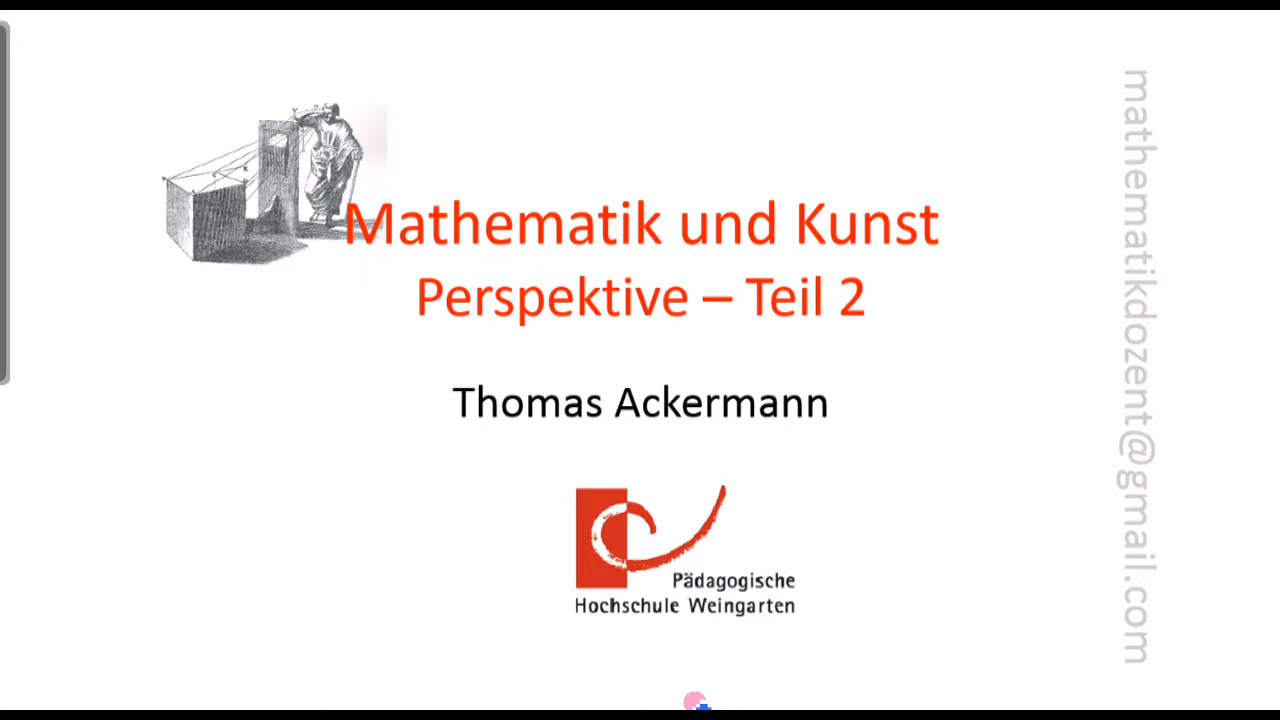 Mathematik und Kunst
Perspektive – Teil 2
Thomas Ackermann
Pädagogische
Hochschule Weingarten
mathematikdozent@gmail.com